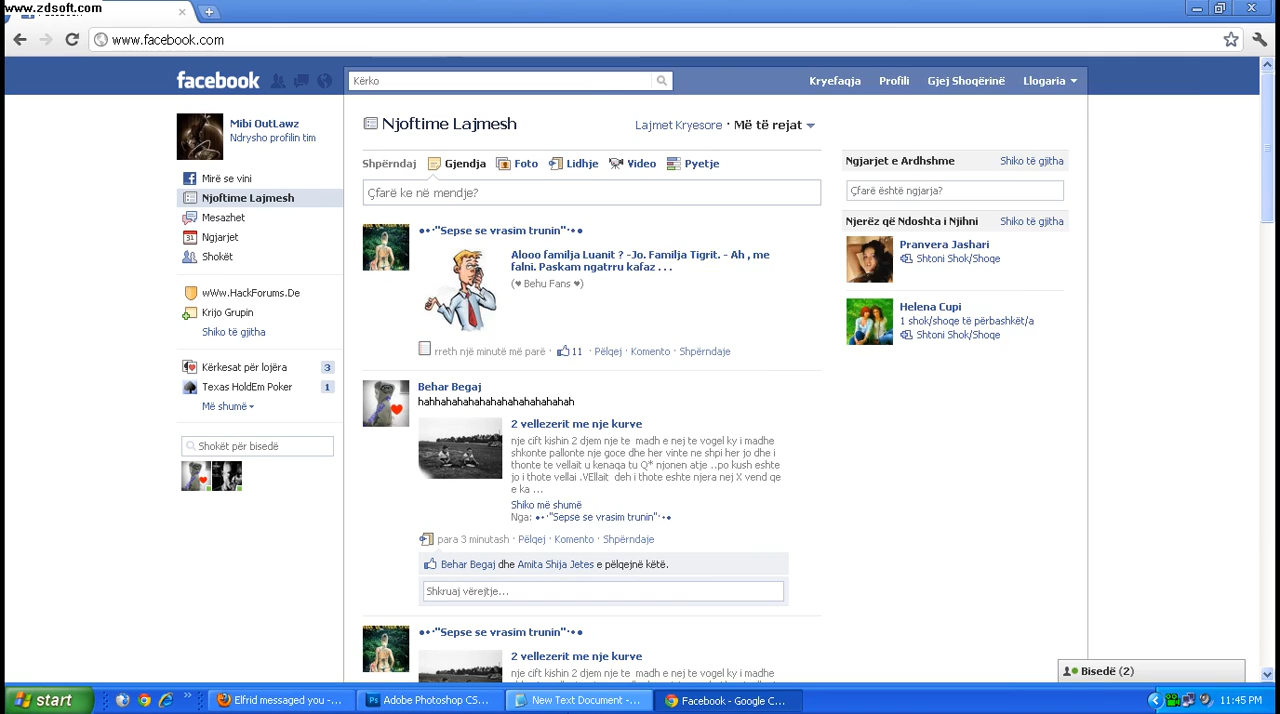 www.zdsoft.com
www.facebook.com
facebook
Kërko
Kryefaqja
Profili
Gjej Shoqërinë
Llogaria
Mibi OutLawz
Ndrysho profilin tim
Mirë se vini
Njoftime Lajmesh
Mesazhet
31 Ngjarjet
Shokët
wWw.HackForums.De
Krijo Grupin
Shiko të gjitha
Kërkesat për lojëra 3
Texas HoldEm Poker 1
Më shumë
Shokët për bisedë
Njoftime Lajmesh
Lajmet Kryesore · Më të rejat
Shpërndaj Gjendja Foto Lidhje Video Pyetje
Çfarë ke në mendje?
●•·"Sepse se vrasim trunin"·•●
Alooo familja Luanit ? -Jo. Familja Tigrit. - Ah , me
falni. Paskam ngatrru kafaz . . .
(♥ Behu Fans ♥)
rreth një minutë më parë · 11 · Pëlqej · Komento · Shpërndaje
Behar Begaj
hahhahahahahahahahahahahahah
2 vellezerit me nje kurve
nje cift kishin 2 djem nje te madh e nej te vogel ky i madhe
shkonte pallonte nje goce dhe her vinte ne shpi her jo dhe i
thonte te vellait u kenaqa tu Q* njonen atje ..po kush eshte
jo i thote vellai .VEllait deh i thote eshte njera nej X vend qe
e ka ...
Shiko më shumë
Nga: ●•·"Sepse se vrasim trunin"·•●
para 3 minutash · Pëlqej · Komento · Shpërndaje
Behar Begaj dhe Amita Shija Jetes e pëlqejnë këtë.
Shkruaj vërejtje...
●•·"Sepse se vrasim trunin"·•●
2 vellezerit me nje kurve
nje cift kishin 2 djem nje te madh e nej te vogel ky i madhe
Ngjarjet e Ardhshme Shiko të gjitha
Çfarë është ngjarja?
Njerëz që Ndoshta i Njihni Shiko të gjitha
Pranvera Jashari
Shtoni Shok/Shoqe
Helena Cupi
1 shok/shoqe të përbashkët/a
Shtoni Shok/Shoqe
Bisedë (2)
start
Elfrid messaged you -...
Adobe Photoshop CS...
New Text Document -...
Facebook - Google C...
11:45 PM